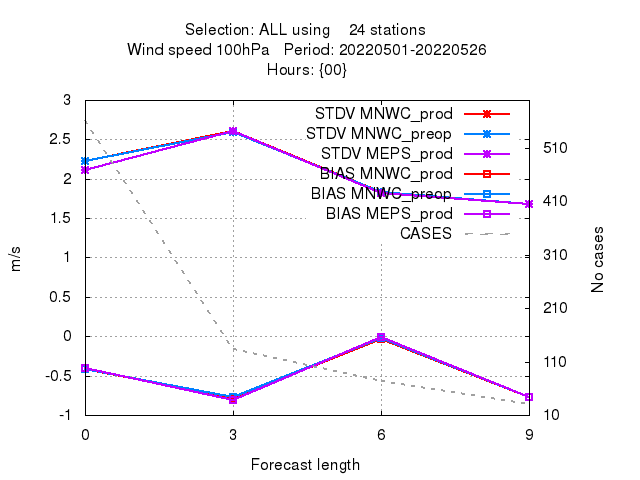 Selection: ALL using    24 stations
Wind speed 100hPa   Period: 20220501-20220526
Hours: {00}
STDV MNWC_prod
STDV MNWC_preop
STDV MEPS_prod
BIAS MNWC_prod
BIAS MNWC_preop
BIAS MEPS_prod
CASES
3
2.5
2
1.5
1
0.5
0
-0.5
-1
m/s
510
410
310
210
110
10
No cases
0 3 6 9
Forecast length